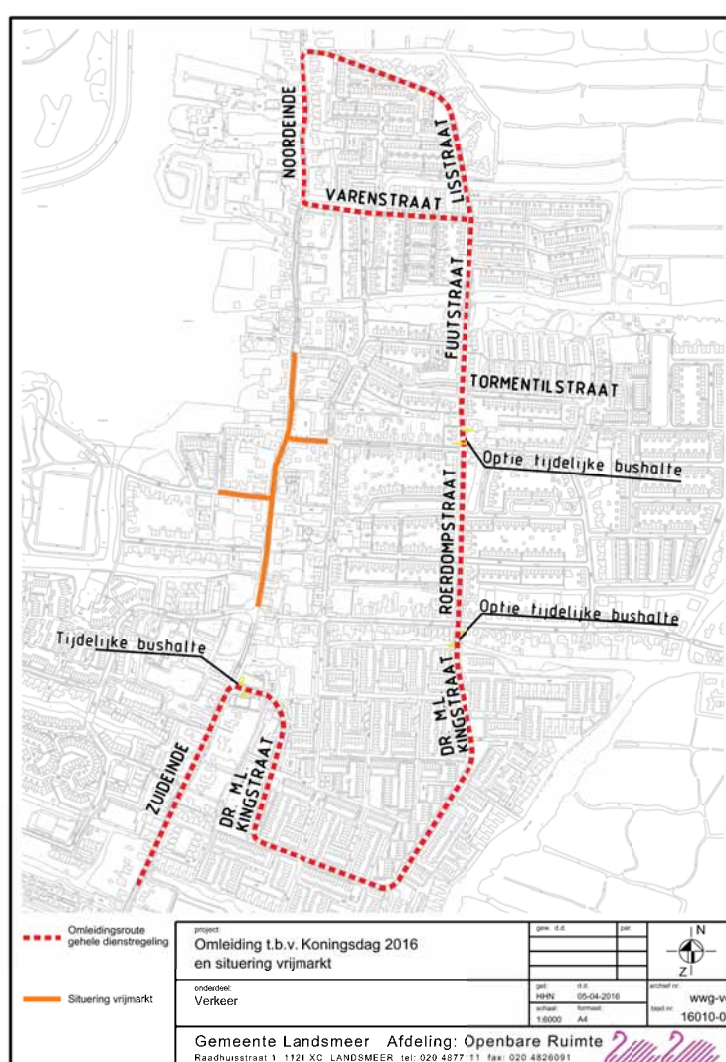 NOORDEINDE
LISSTRAAT
VARENSTRAAT
FUUTSTRAAT
TORMENTILSTRAAT
Optie tijdelijke bushalte
ROERDOMPSTRAAT
Optie tijdelijke bushalte
Tijdelijke bushalte
DR. M.L.
KINGSTRAAT
ZUIDEINDE
DR. M.L.
KINGSTRAAT
Omleidingsroute
gehele dienstregeling
Situering vrijmarkt
project:
Omleiding t.b.v. Koningsdag 2016
en situering vrijmarkt
onderdeel:
Verkeer
gew. d.d. par.
get. d.d.
HHN 05-04-2016
schaal: formaat:
1:6000 A4
N
Z
archief nr.
wwg-v
blad nr.
16010-0
Gemeente Landsmeer Afdeling: Openbare Ruimte
Raadhuisstraat 1 1121 XC LANDSMEER tel: 020 4877 11 fax: 020 4826091